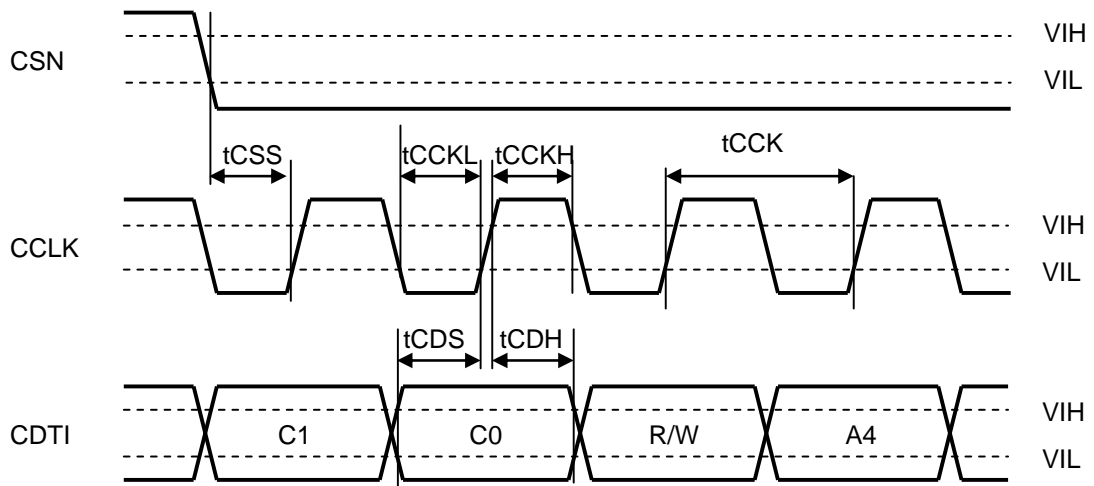 CSN
VIH
VIL
tCSS
tCCKL
tCCKH
tCCK
CCLK
VIH
VIL
tCDS
tCDH
CDTI
C1
C0
R/W
A4
VIH
VIL